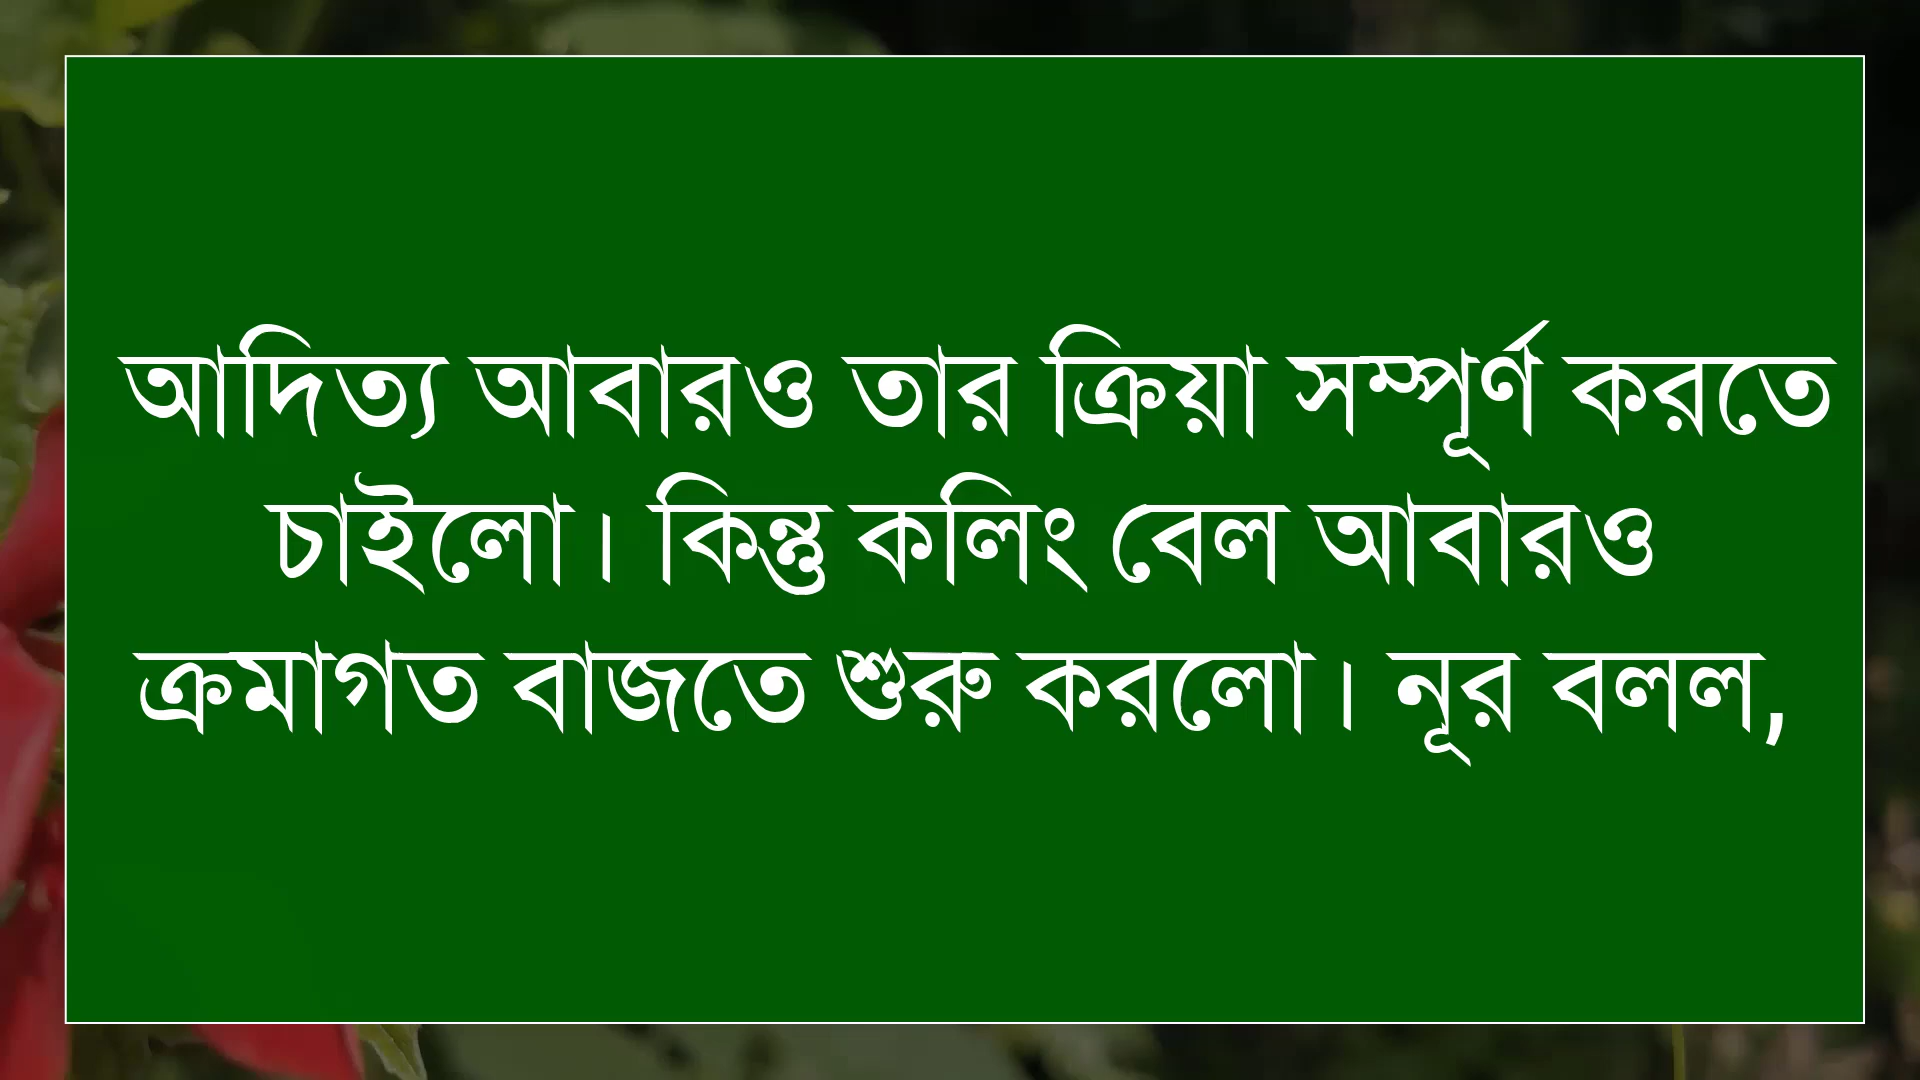 আদিত্য আবারও তার ক্রিয়া সম্পূর্ণ করতে
চাইলো। কিন্তু কলিং বেল আবারও
ক্রমাগত বাজতে শুরু করলো। নূর বলল,